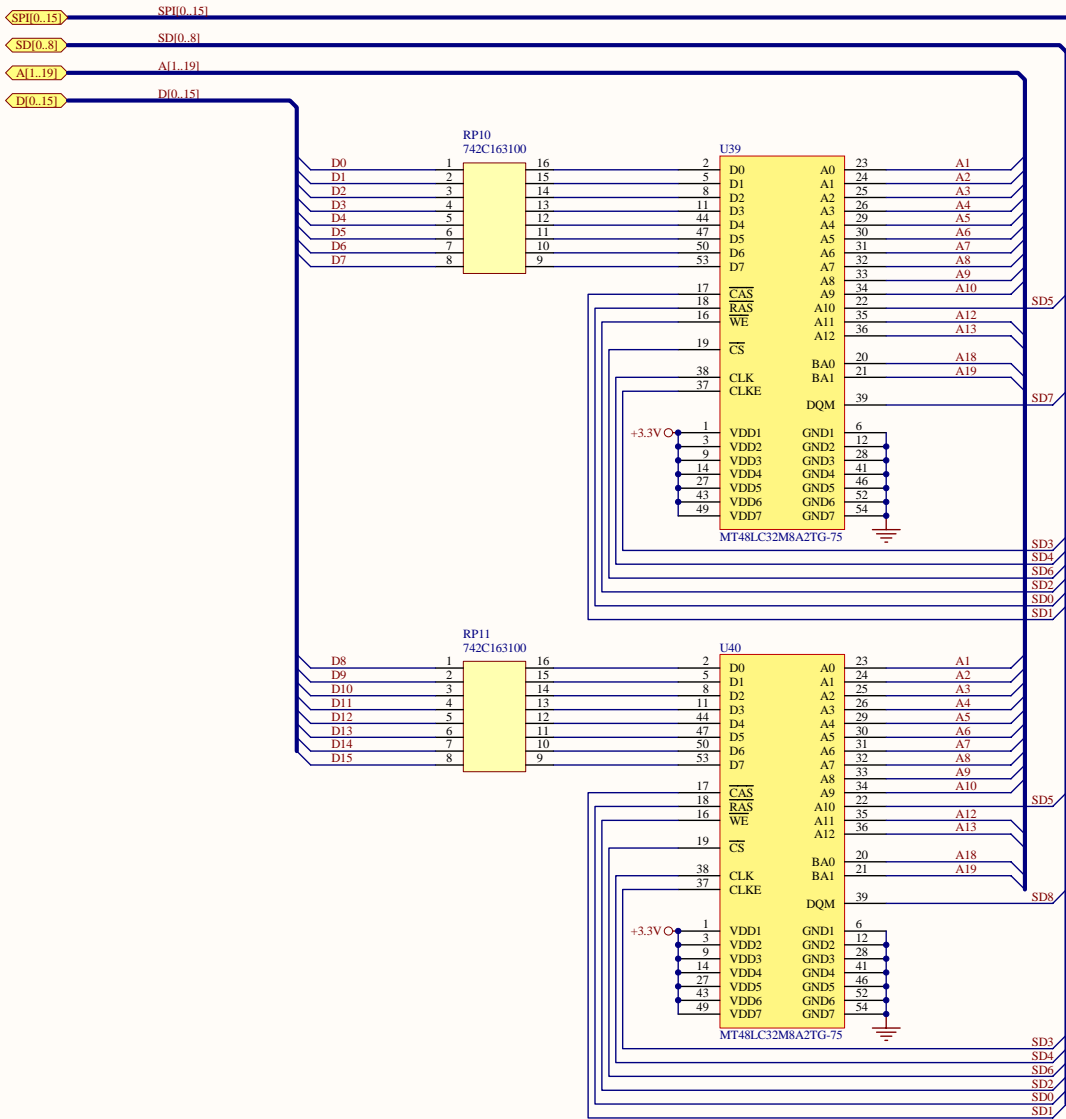 SPI[0..15] SPI[0..15]
SD[0..8] SD[0..8]
A[1..19] A[1..19]
D[0..15] D[0..15]
RP10
742C163100
U39
D0 1 16 2 D0 A0 23 A1
D1 2 15 5 D1 A1 24 A2
D2 3 14 8 D2 A2 25 A3
D3 4 13 11 D3 A3 26 A4
D4 5 12 44 D4 A4 29 A5
D5 6 11 47 D5 A5 30 A6
D6 7 10 50 D6 A6 31 A7
D7 8 9 53 D7 A7 32 A8
A8 33 A9
17 CAS A9 34 A10
18 RAS A10 22 SD5
16 WE A11 35 A12
A12 36 A13
19 CS
BA0 20 A18
38 CLK BA1 21 A19
37 CLKE
DQM 39 SD7
+3.3V 1 VDD1 GND1 6
3 VDD2 GND2 12
9 VDD3 GND3 28
14 VDD4 GND4 41
27 VDD5 GND5 46
43 VDD6 GND6 52
49 VDD7 GND7 54
MT48LC32M8A2TG-75
SD3
SD4
SD6
SD2
SD0
SD1
RP11
742C163100
U40
D8 1 16 2 D0 A0 23 A1
D9 2 15 5 D1 A1 24 A2
D10 3 14 8 D2 A2 25 A3
D11 4 13 11 D3 A3 26 A4
D12 5 12 44 D4 A4 29 A5
D13 6 11 47 D5 A5 30 A6
D14 7 10 50 D6 A6 31 A7
D15 8 9 53 D7 A7 32 A8
A8 33 A9
17 CAS A9 34 A10
18 RAS A10 22 SD5
16 WE A11 35 A12
A12 36 A13
19 CS
BA0 20 A18
38 CLK BA1 21 A19
37 CLKE
DQM 39 SD8
+3.3V 1 VDD1 GND1 6
3 VDD2 GND2 12
9 VDD3 GND3 28
14 VDD4 GND4 41
27 VDD5 GND5 46
43 VDD6 GND6 52
49 VDD7 GND7 54
MT48LC32M8A2TG-75
SD3
SD4
SD6
SD2
SD0
SD1